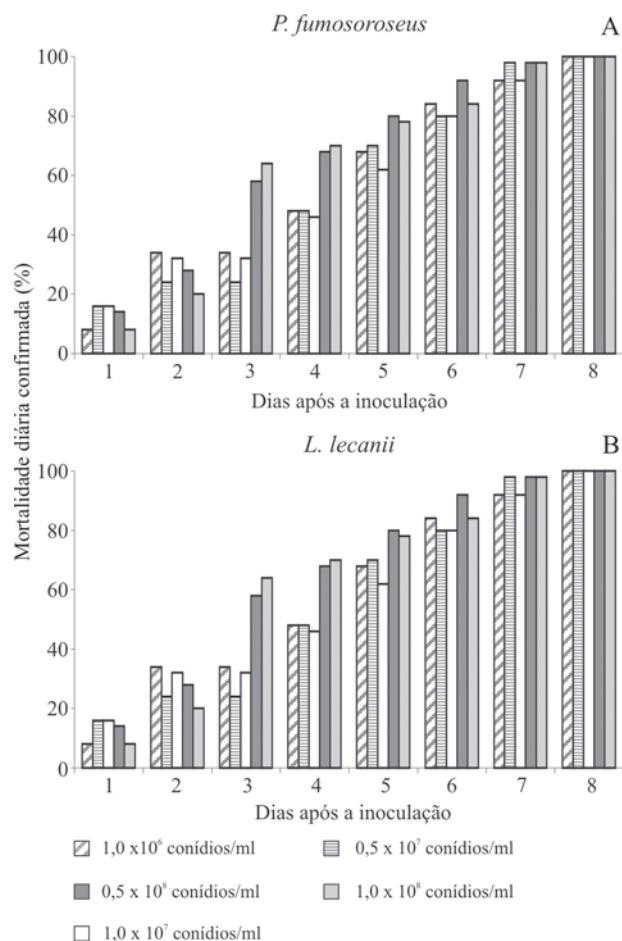 P. fumosoroseus
A
100
80
60
40
20
0
1 2 3 4 5 6 7 8
Dias após a inoculação
Mortalidade diária confirmada (%)
L. lecanii
B
100
80
60
40
20
0
1 2 3 4 5 6 7 8
Dias após a inoculação
1,0 x10⁶ conídios/ml
0,5 x 10⁷ conídios/ml
0,5 x 10⁸ conídios/ml
1,0 x 10⁸ conídios/ml
1,0 x 10⁷ conídios/ml